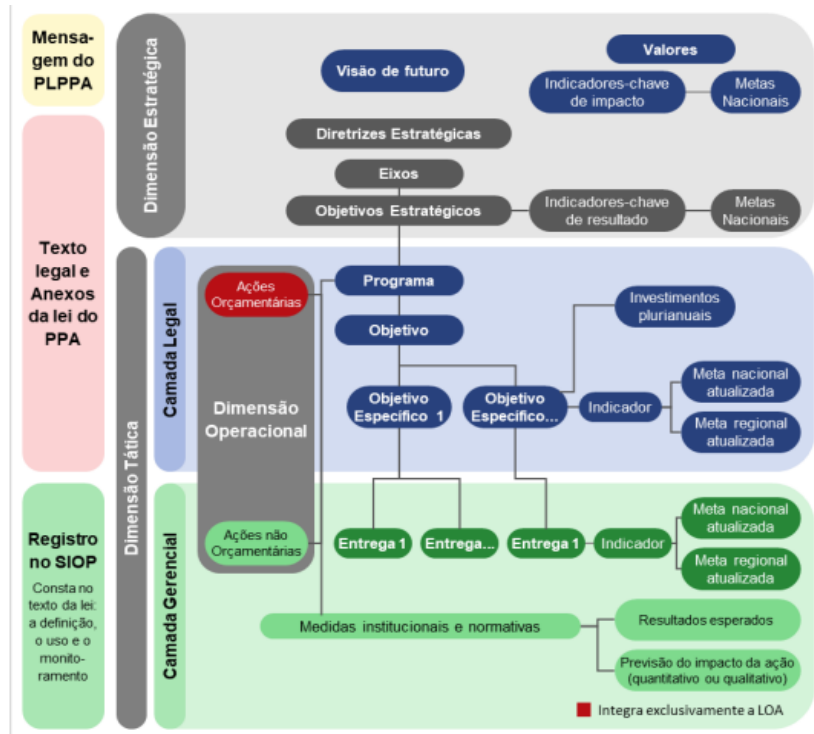 Mensa-
gem do
PLPPA
Dimensão Estratégica
Visão de futuro
Valores
Indicadores-chave
de impacto
Metas
Nacionais
Diretrizes Estratégicas
Eixos
Objetivos Estratégicos
Indicadores-chave
de resultado
Metas
Nacionais
Texto
legal e
Anexos
da lei do
PPA
Dimensão Tática
Camada Legal
Ações
Orçamentárias
Dimensão
Operacional
Programa
Objetivo
Investimentos
plurianuais
Objetivo
Específico 1
Objetivo
Específico...
Indicador
Meta nacional
atualizada
Meta regional
atualizada
Registro
no SIOP
Consta no
texto da lei:
a definição,
o uso e o
monito-
ramento
Camada Gerencial
Ações não
Orçamentárias
Entrega 1
Entrega...
Entrega 1
Indicador
Meta nacional
atualizada
Meta regional
atualizada
Medidas institucionais e normativas
Resultados esperados
Previsão do impacto da ação
(quantitativo ou qualitativo)
Integra exclusivamente a LOA